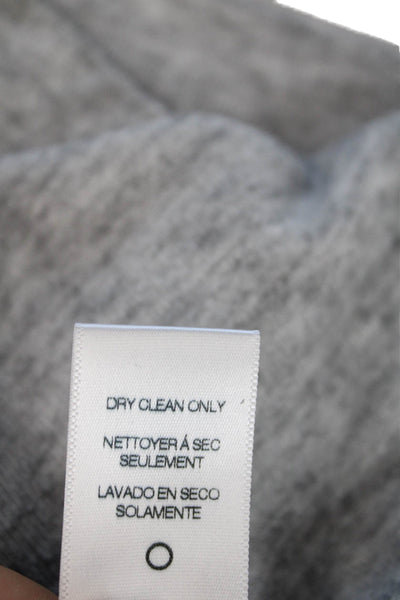 DRY CLEAN ONLY
NETTOYER Á SEC
SEULEMENT
LAVADO EN SECO
SOLAMENTE